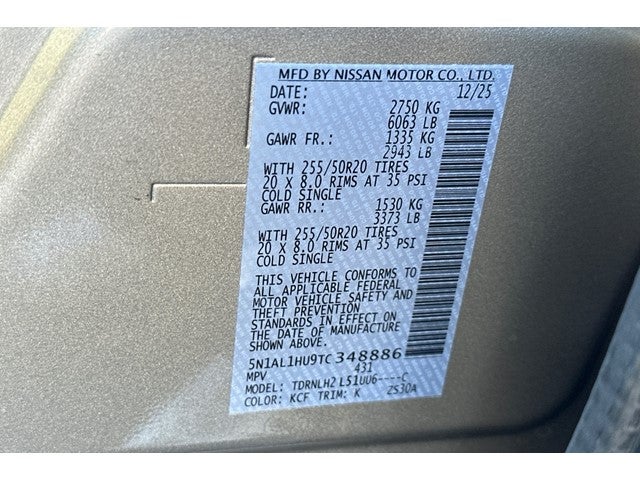 MFD BY NISSAN MOTOR CO., LTD.
DATE: 12/25
GVWR: 2750 KG
6063 LB
GAWR FR.: 1335 KG
2943 LB
WITH 255/50R20 TIRES
20 X 8.0 RIMS AT 35 PSI
COLD SINGLE
GAWR RR.: 1530 KG
3373 LB
WITH 255/50R20 TIRES
20 X 8.0 RIMS AT 35 PSI
COLD SINGLE
THIS VEHICLE CONFORMS TO
ALL APPLICABLE FEDERAL
MOTOR VEHICLE SAFETY AND
THEFT PREVENTION
STANDARDS IN EFFECT ON
THE DATE OF MANUFACTURE
SHOWN ABOVE.
5N1AL1HU9TC348886
MPV 431
MODEL: TDRNLH2 L51UU6----C
COLOR: KCF TRIM: K ZS30A